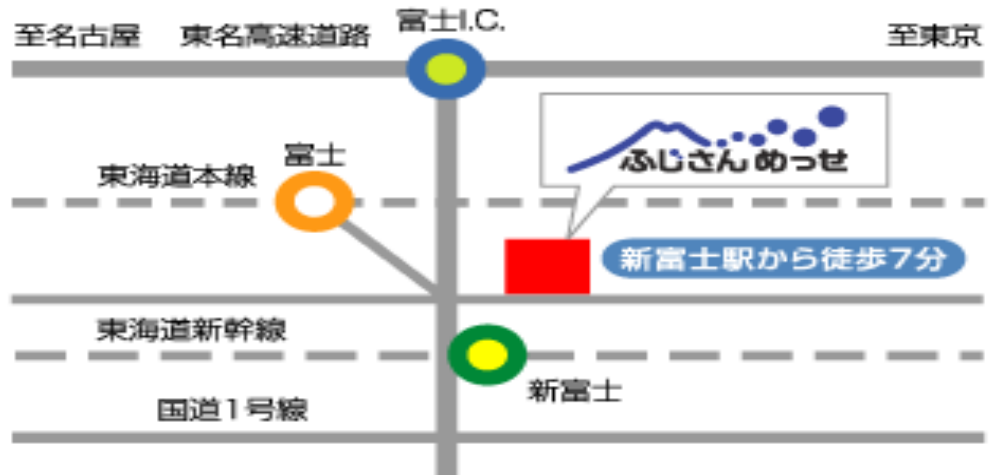 富士I.C.
至名古屋
東名高速道路
至東京
ふじさんめっせ
富士
東海道本線
新富士駅から徒歩7分
東海道新幹線
新富士
国道1号線